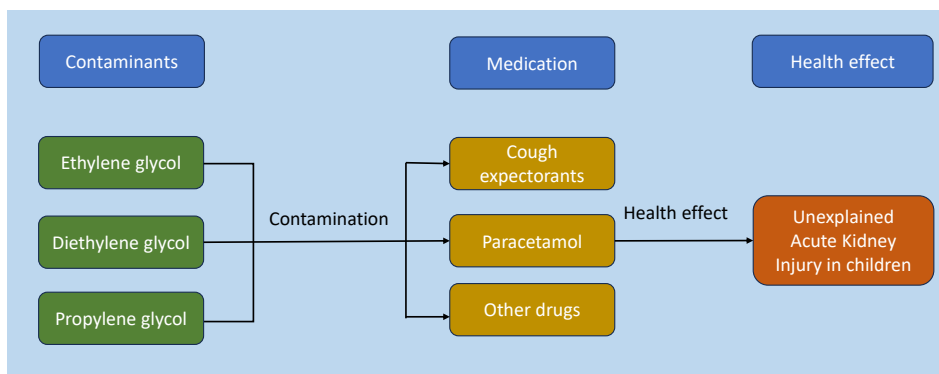 Contaminants
Medication
Health effect
Ethylene glycol
Diethylene glycol
Propylene glycol
Contamination
Cough
expectorants
Paracetamol
Other drugs
Health effect
Unexplained
Acute Kidney
Injury in children